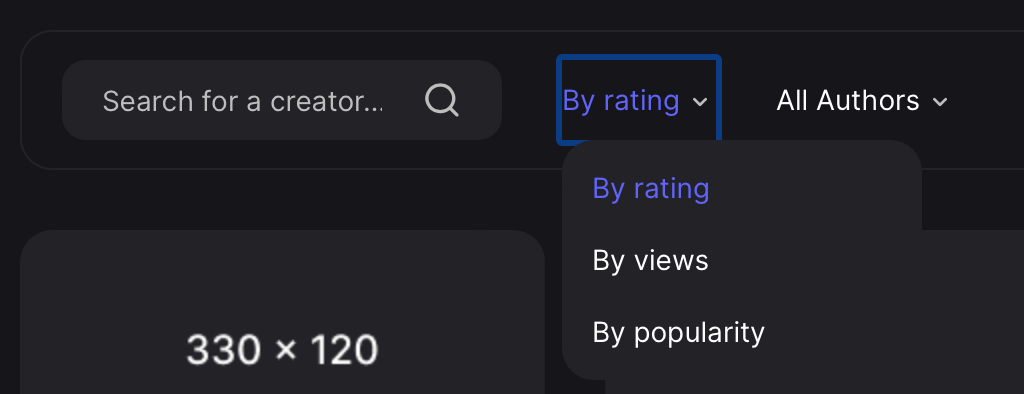 Search for a creator...
By rating
All Authors
By rating
By views
By popularity
330 × 120